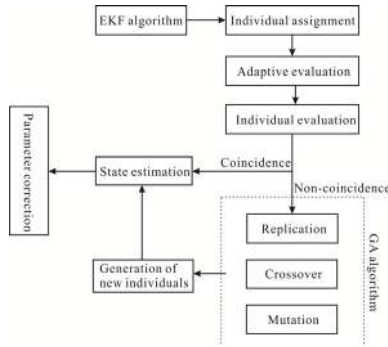 EKF algorithm
Individual assignment
Adaptive evaluation
Individual evaluation
Coincidence
State estimation
Parameter correction
Non-coincidence
Replication
Generation of
new individuals
Crossover
Mutation
GA algorithm